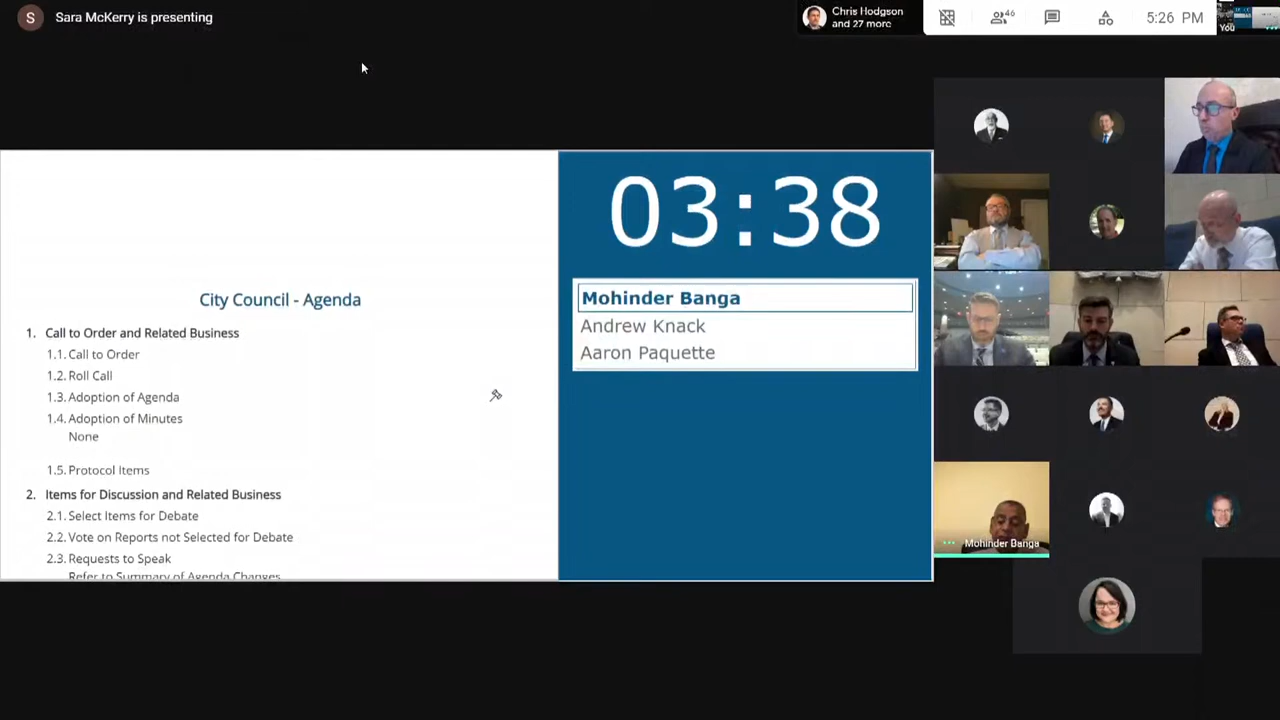 S
Sara McKerry is presenting
Chris Hodgson
and 27 more
46
5:26 PM
You
City Council - Agenda
1. Call to Order and Related Business
1.1. Call to Order
1.2. Roll Call
1.3. Adoption of Agenda
1.4. Adoption of Minutes
None
1.5. Protocol Items
2. Items for Discussion and Related Business
2.1. Select Items for Debate
2.2. Vote on Reports not Selected for Debate
2.3. Requests to Speak
Refer to Summary of Agenda Changes
03:38
Mohinder Banga
Andrew Knack
Aaron Paquette
Mohinder Banga